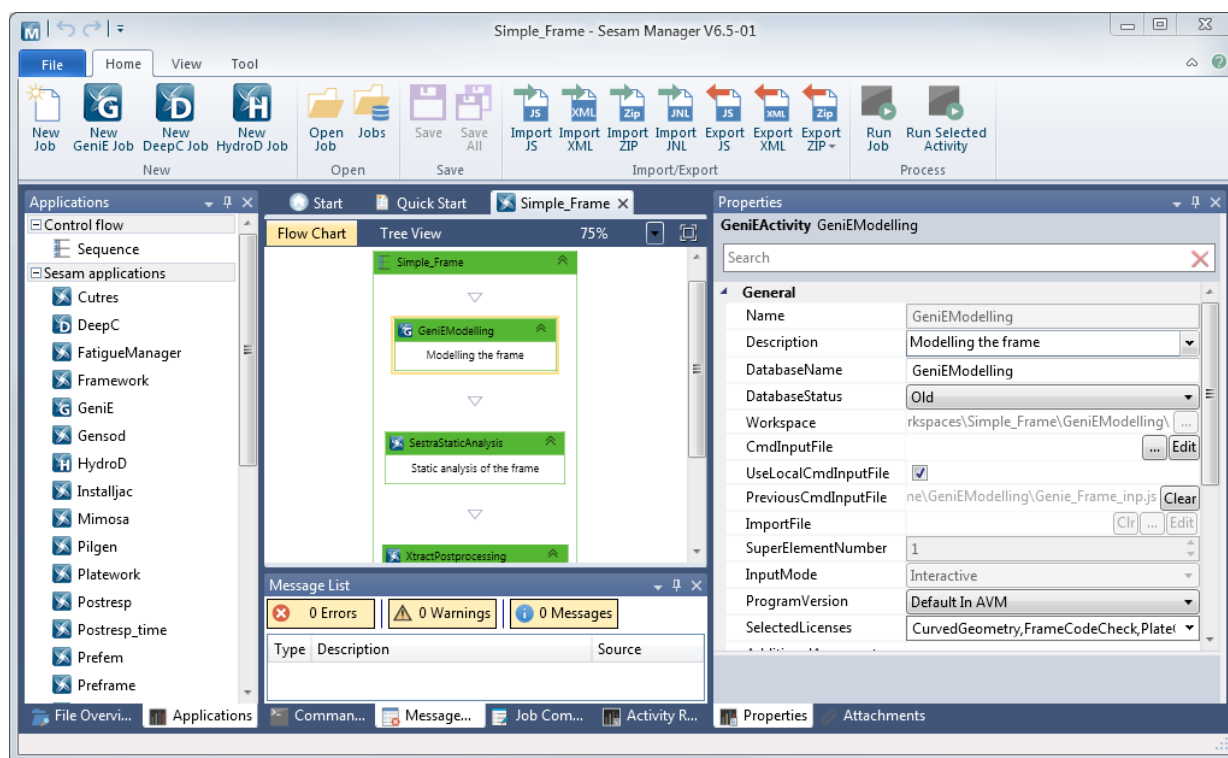 Simple_Frame - Sesam Manager V6.5-01
File Home View Tool
New Job
New GeniE Job
New DeepC Job
New HydroD Job
Open Job
Jobs
Save
Save All
JS
Import JS
XML
Import XML
Zip
Import ZIP
JNL
Import JNL
JS
Export JS
XML
Export XML
Zip
Export ZIP
Run Job
Run Selected Activity
New Open Save Import/Export Process
Applications
Control flow
Sequence
Sesam applications
Cutres
DeepC
FatigueManager
Framework
GeniE
Gensod
HydroD
Installjac
Mimosa
Pilgen
Platework
Postresp
Postresp_time
Prefem
Preframe
File Overvi... Applications
Start Quick Start Simple_Frame
Flow Chart Tree View 75%
Simple_Frame
GeniEModelling
Modelling the frame
SestraStaticAnalysis
Static analysis of the frame
XtractPostprocessing
Message List
0 Errors 0 Warnings 0 Messages
Type Description Source
Comman... Message... Job Com... Activity R...
Properties
GeniEActivity GeniEModelling
Search
General
Name GeniEModelling
Description Modelling the frame
DatabaseName GeniEModelling
DatabaseStatus Old
Workspace rkspaces\Simple_Frame\GeniEModelling\ ...
CmdInputFile ... Edit
UseLocalCmdInputFile
PreviousCmdInputFile ne\GeniEModelling\Genie_Frame_inp.js Clear
ImportFile Clr ... Edit
SuperElementNumber 1
InputMode Interactive
ProgramVersion Default In AVM
SelectedLicenses CurvedGeometry,FrameCodeCheck,Plate
Properties Attachments